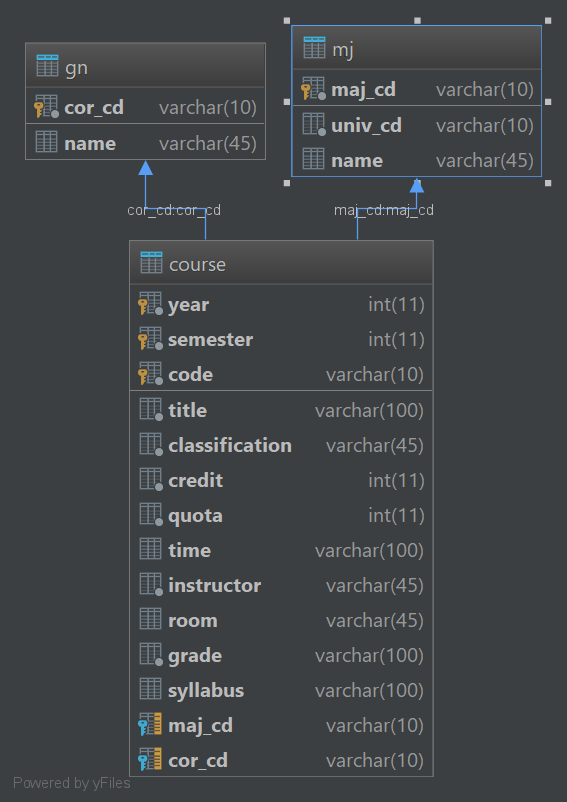 gn
cor_cd varchar(10)
name varchar(45)
mj
maj_cd varchar(10)
univ_cd varchar(10)
name varchar(45)
cor_cd:cor_cd
maj_cd:maj_cd
course
year int(11)
semester int(11)
code varchar(10)
title varchar(100)
classification varchar(45)
credit int(11)
quota int(11)
time varchar(100)
instructor varchar(45)
room varchar(45)
grade varchar(100)
syllabus varchar(100)
maj_cd varchar(10)
cor_cd varchar(10)
Powered by yFiles